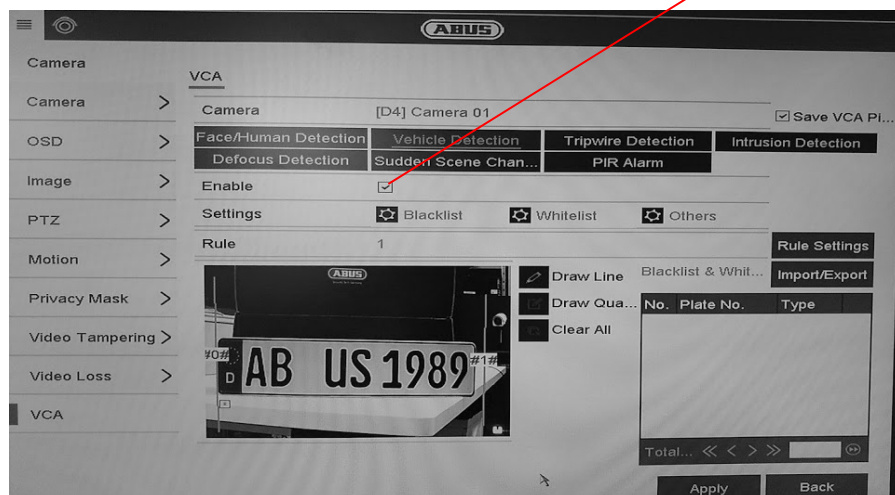 ABUS
Camera
VCA
Camera
Camera [D4] Camera 01
Save VCA Pi...
OSD
Face/Human Detection Vehicle Detection Tripwire Detection Intrusion Detection
Defocus Detection Sudden Scene Chan... PIR Alarm
Image
Enable
PTZ
Settings Blacklist Whitelist Others
Motion
Rule 1
Rule Settings
Privacy Mask
ABUS
Draw Line
Blacklist & Whit...
Import/Export
Draw Qua...
No. Plate No. Type
Video Tampering
Clear All
#0#
D AB US 1989
#1#
Video Loss
VCA
Total...
Apply Back